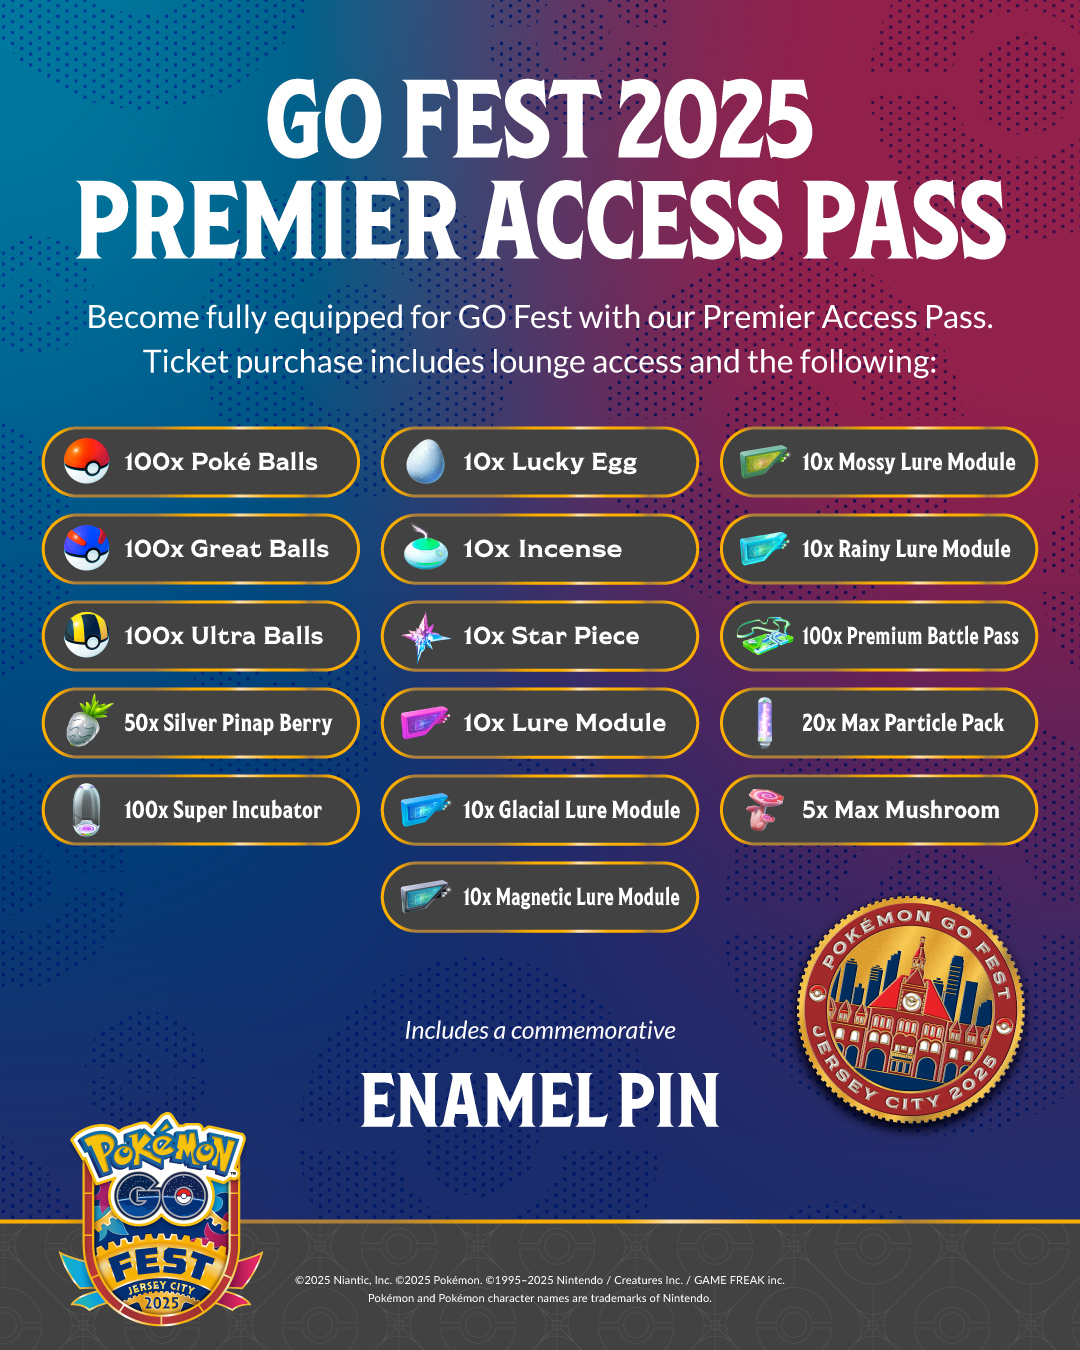 GO FEST 2025
PREMIER ACCESS PASS
Become fully equipped for GO Fest with our Premier Access Pass.
Ticket purchase includes lounge access and the following:
100x Poké Balls
100x Great Balls
100x Ultra Balls
50x Silver Pinap Berry
100x Super Incubator
10x Lucky Egg
10x Incense
10x Star Piece
10x Lure Module
10x Glacial Lure Module
10x Magnetic Lure Module
10x Mossy Lure Module
10x Rainy Lure Module
100x Premium Battle Pass
20x Max Particle Pack
5x Max Mushroom
POKÉMON GO FEST
JERSEY CITY 2025
Includes a commemorative
ENAMEL PIN
POKéMON
TM
GO
FEST
JERSEY CITY
2025
©2025 Niantic, Inc. ©2025 Pokémon. ©1995–2025 Nintendo / Creatures Inc. / GAME FREAK inc.
Pokémon and Pokémon character names are trademarks of Nintendo.